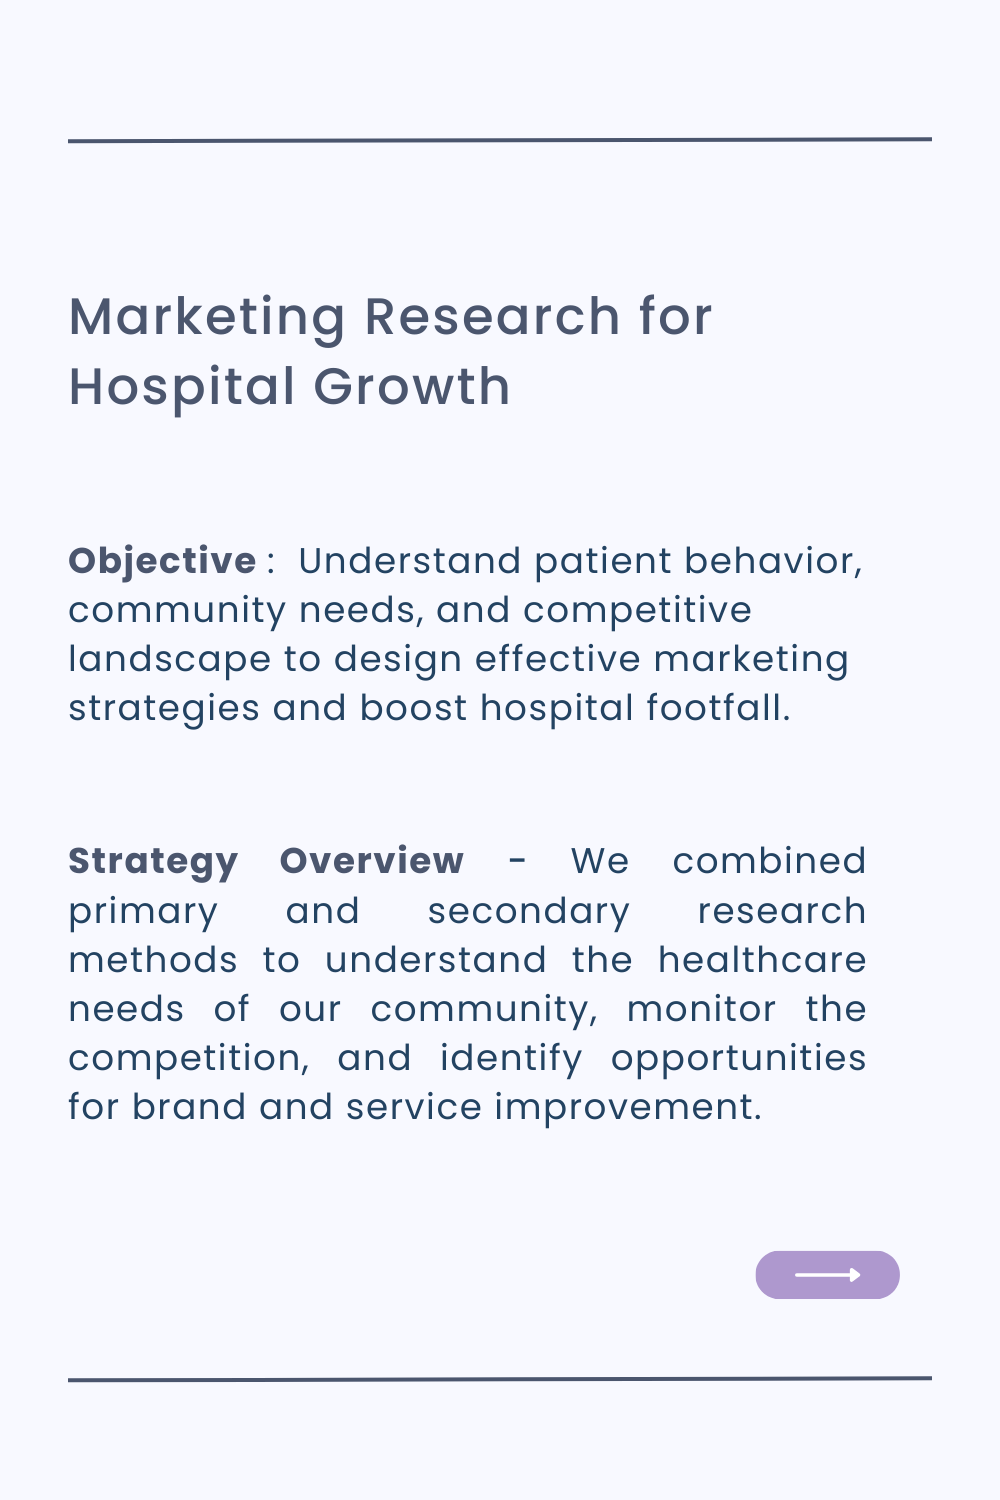 Marketing Research for
Hospital Growth
Objective :  Understand patient behavior,
community needs, and competitive
landscape to design effective marketing
strategies and boost hospital footfall.
Strategy Overview - We combined
primary and secondary research
methods to understand the healthcare
needs of our community, monitor the
competition, and identify opportunities
for brand and service improvement.